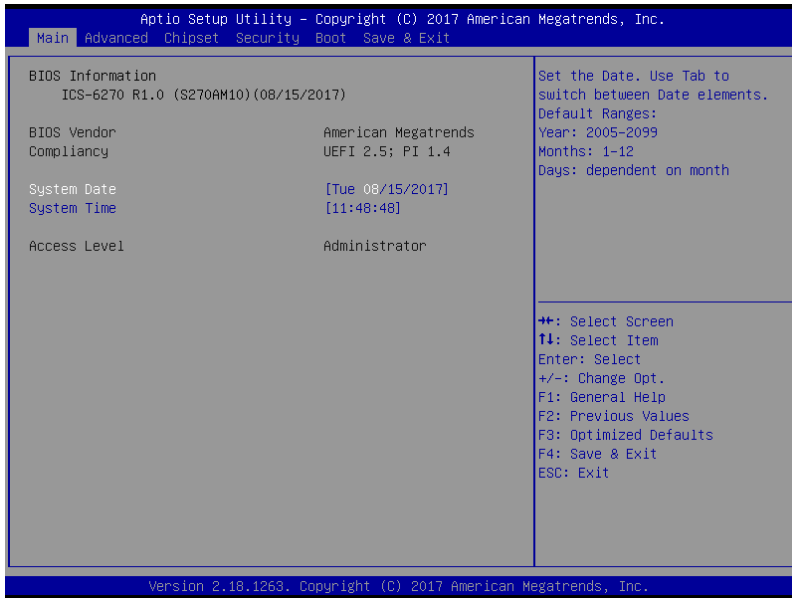 Aptio Setup Utility – Copyright (C) 2017 American Megatrends, Inc.
Main Advanced Chipset Security Boot Save & Exit
BIOS Information
ICS-6270 R1.0 (S270AM10)(08/15/2017)
BIOS Vendor American Megatrends
Compliancy UEFI 2.5; PI 1.4
System Date [Tue 08/15/2017]
System Time [11:48:48]
Access Level Administrator
Set the Date. Use Tab to
switch between Date elements.
Default Ranges:
Year: 2005-2099
Months: 1-12
Days: dependent on month
→←: Select Screen
↑↓: Select Item
Enter: Select
+/-: Change Opt.
F1: General Help
F2: Previous Values
F3: Optimized Defaults
F4: Save & Exit
ESC: Exit
Version 2.18.1263. Copyright (C) 2017 American Megatrends, Inc.